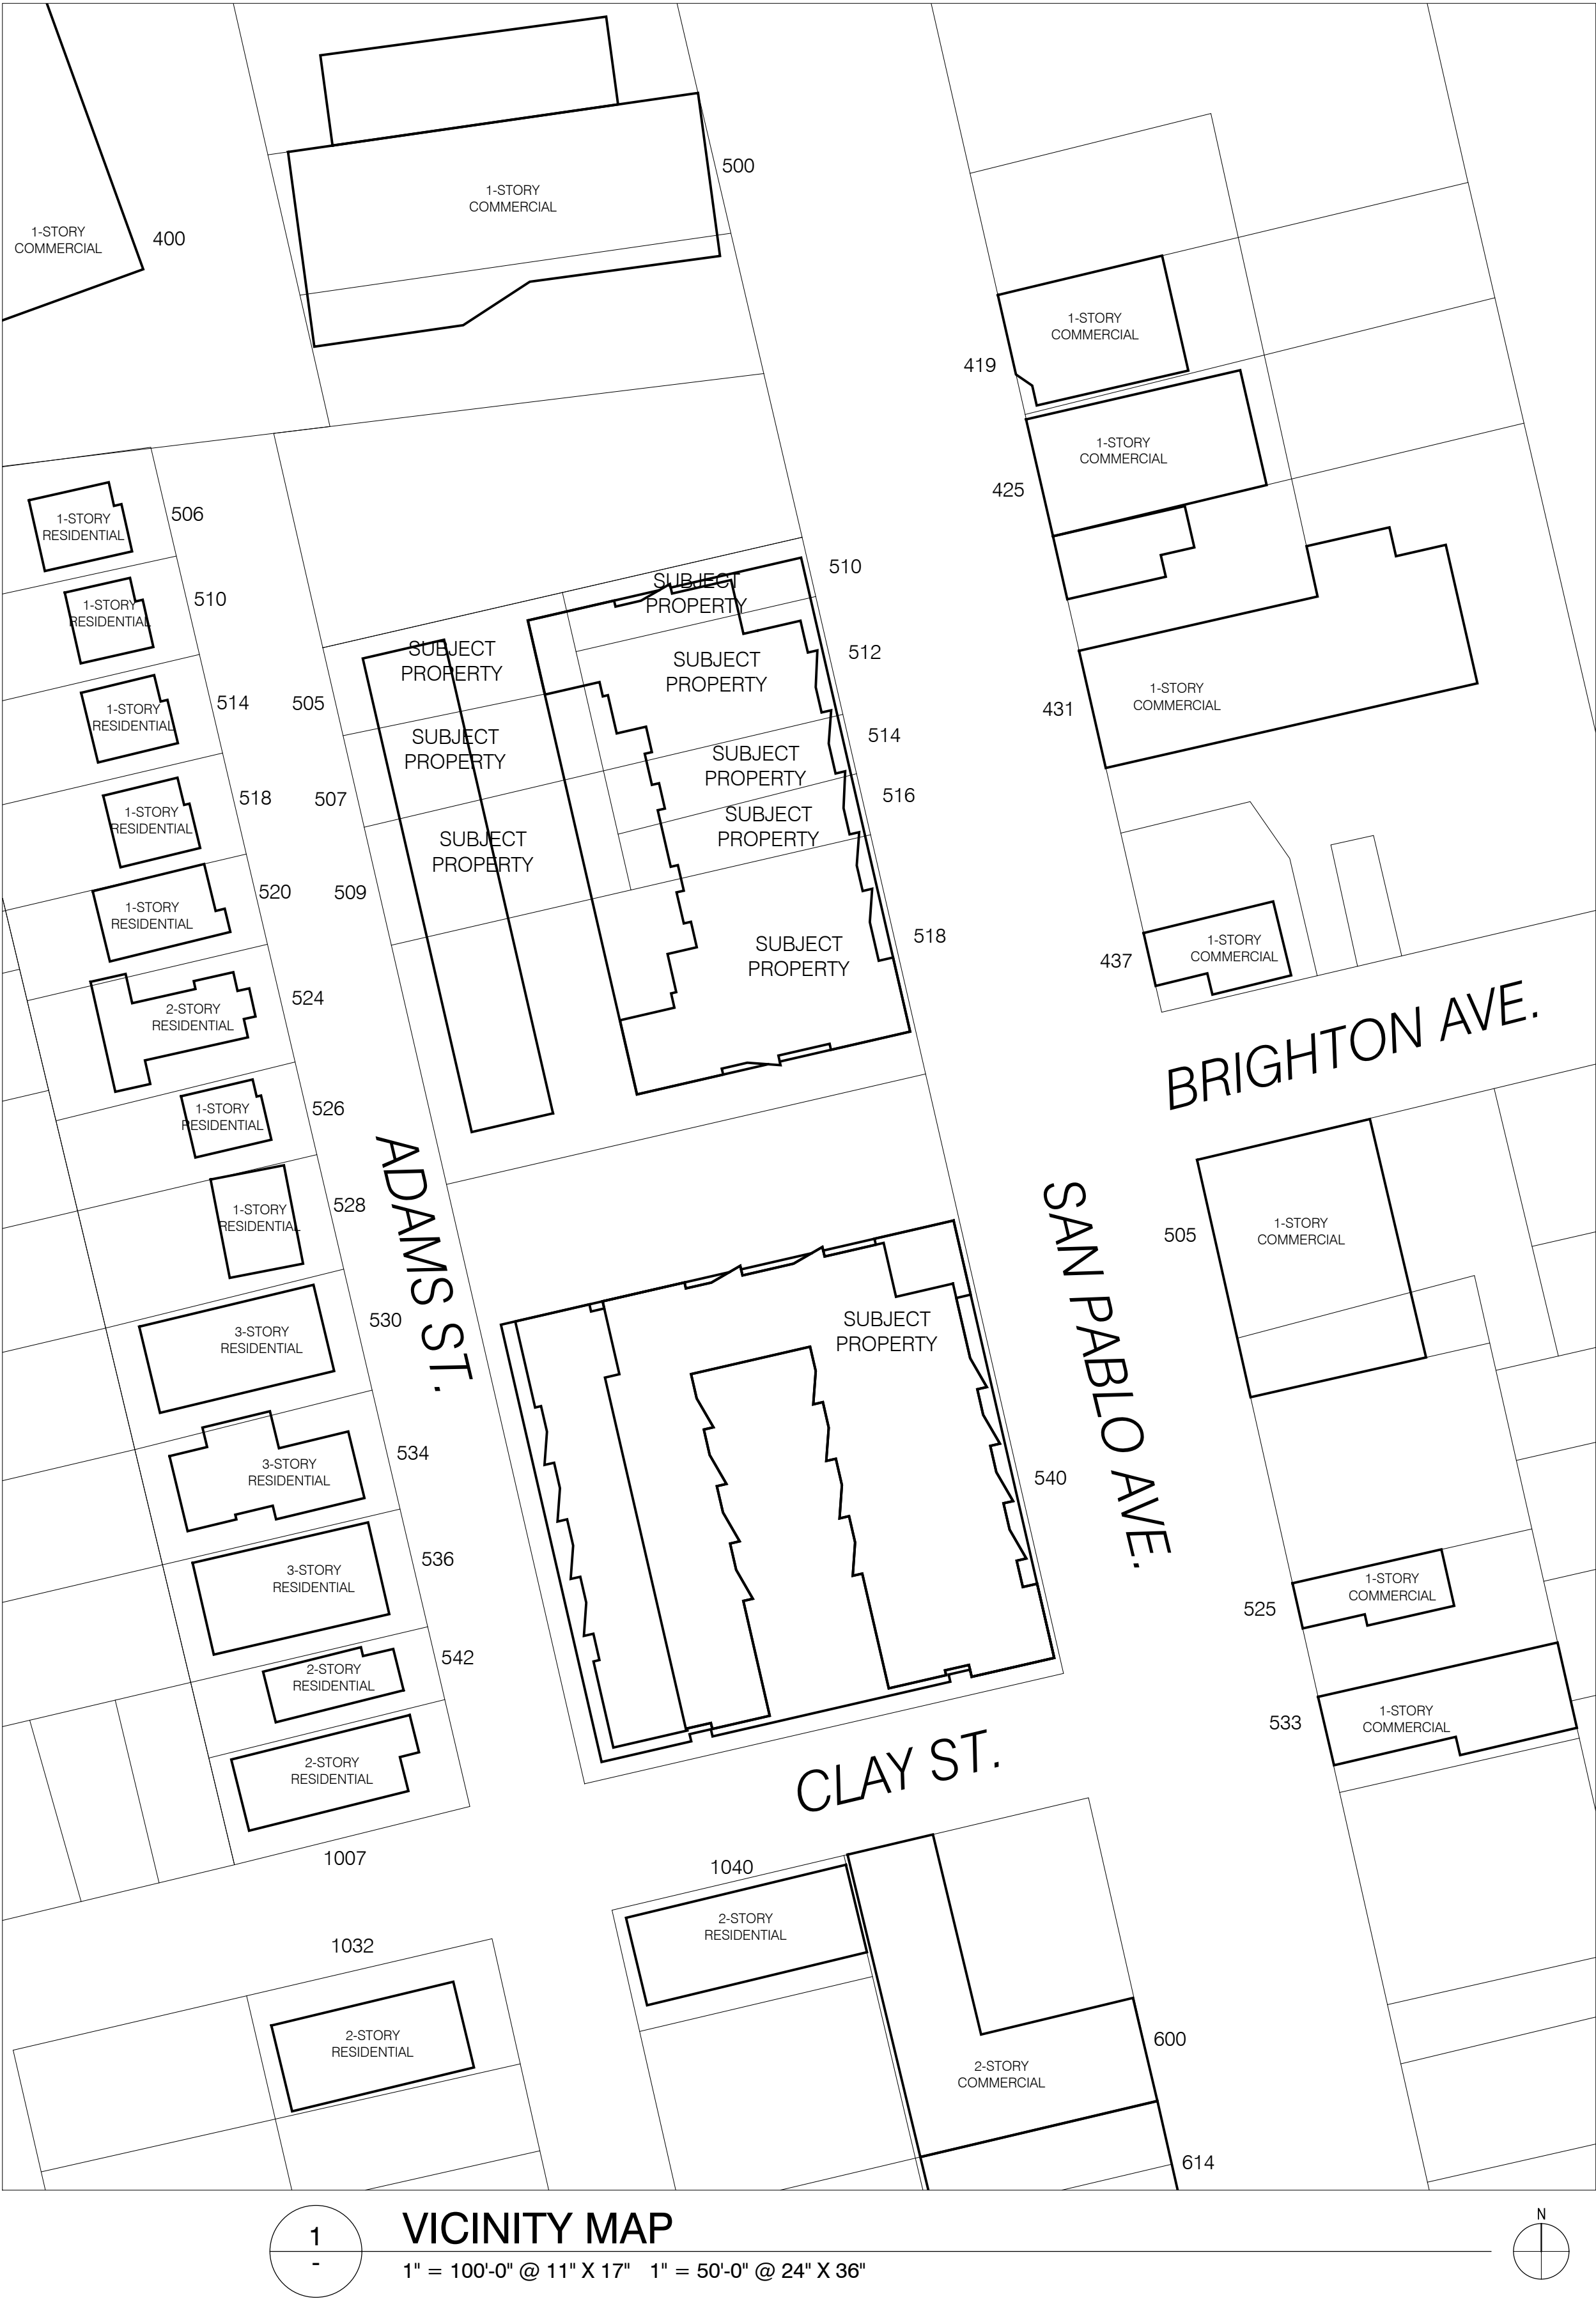 500
1-STORY
COMMERCIAL
1-STORY
COMMERCIAL
400
1-STORY
COMMERCIAL
419
1-STORY
COMMERCIAL
425
1-STORY
RESIDENTIAL
506
1-STORY
RESIDENTIAL
510
1-STORY
RESIDENTIAL
514
1-STORY
RESIDENTIAL
518
1-STORY
RESIDENTIAL
520
2-STORY
RESIDENTIAL
524
1-STORY
RESIDENTIAL
526
1-STORY
RESIDENTIAL
528
3-STORY
RESIDENTIAL
530
3-STORY
RESIDENTIAL
534
3-STORY
RESIDENTIAL
536
2-STORY
RESIDENTIAL
542
2-STORY
RESIDENTIAL
1007
ADAMS ST.
505
SUBJECT
PROPERTY
507
SUBJECT
PROPERTY
509
SUBJECT
PROPERTY
SUBJECT
PROPERTY
510
SUBJECT
PROPERTY
512
SUBJECT
PROPERTY
514
SUBJECT
PROPERTY
516
SUBJECT
PROPERTY
518
SUBJECT
PROPERTY
540
SAN PABLO AVE.
431
1-STORY
COMMERCIAL
437
1-STORY
COMMERCIAL
BRIGHTON AVE.
505
1-STORY
COMMERCIAL
525
1-STORY
COMMERCIAL
533
1-STORY
COMMERCIAL
CLAY ST.
1040
2-STORY
RESIDENTIAL
1032
2-STORY
RESIDENTIAL
600
2-STORY
COMMERCIAL
614
1
-
VICINITY MAP
1" = 100'-0" @ 11" X 17" 1" = 50'-0" @ 24" X 36"
N